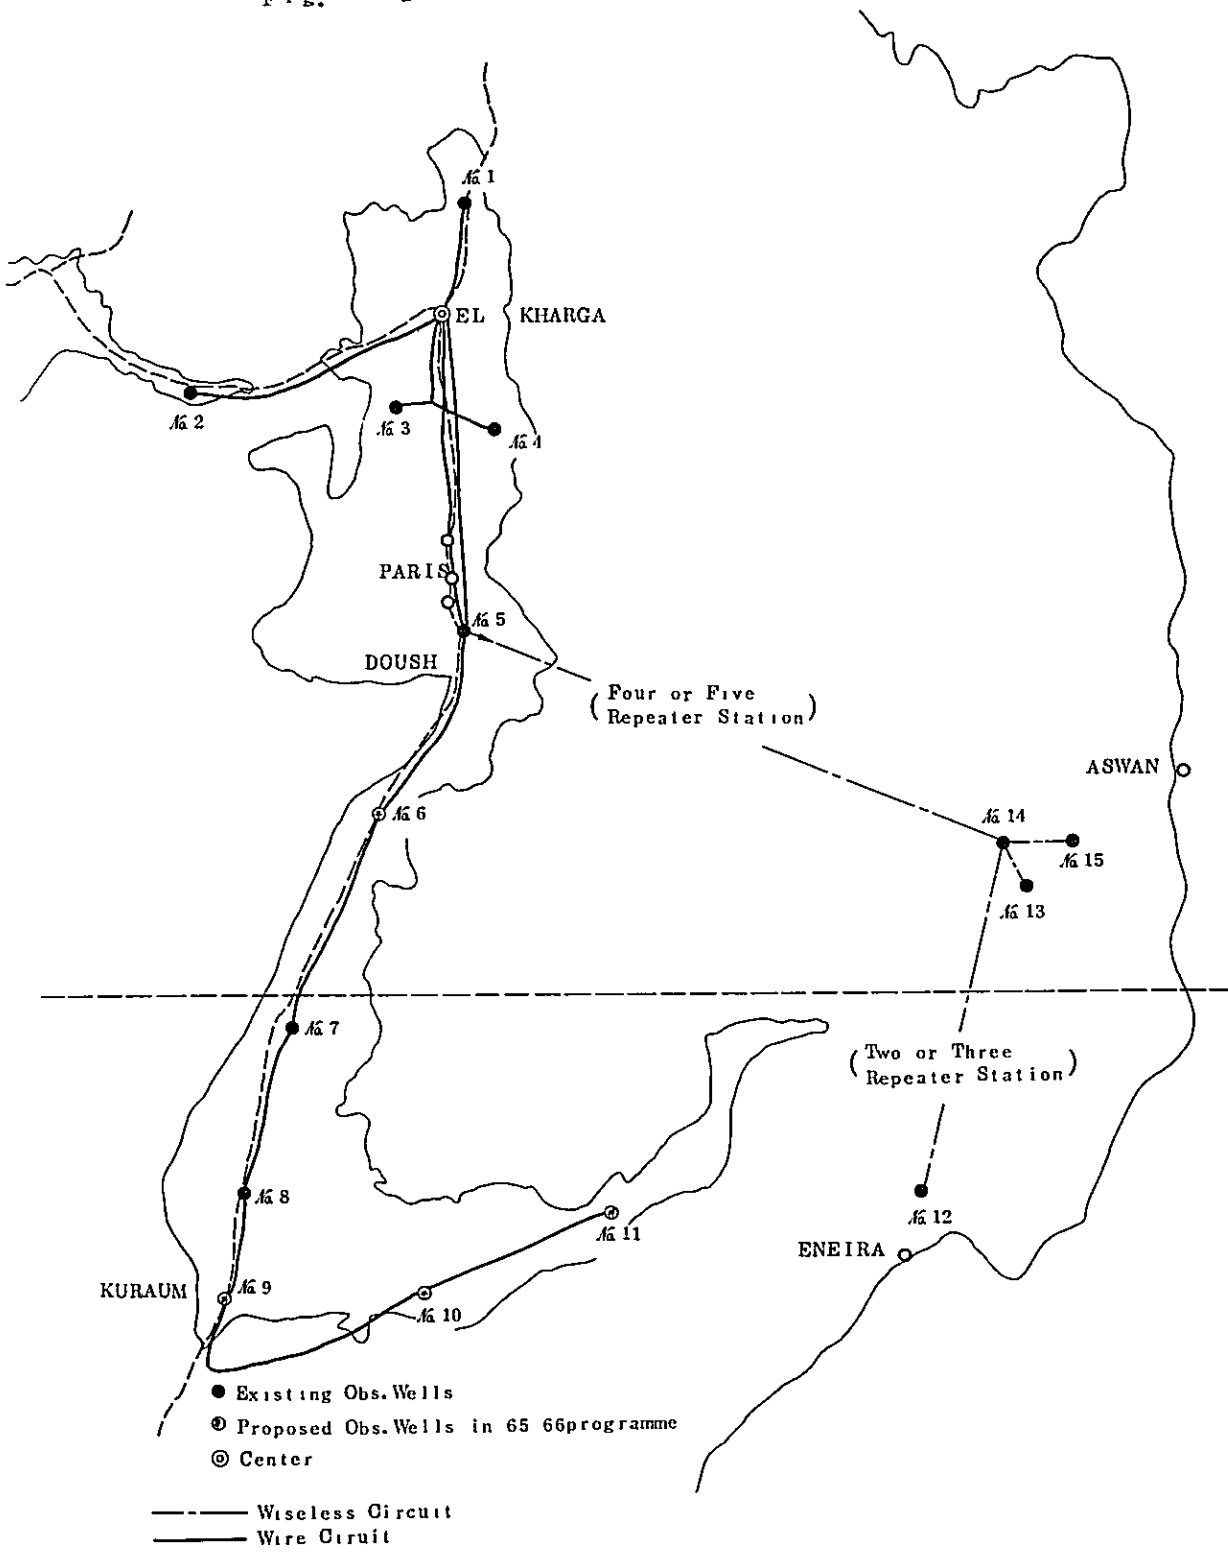 No. 1
EL KHARGA
No. 2
No. 3
No. 4
PARIS
No. 5
DOUSH
(Four or Five
Repeater Station)
ASWAN
No. 14
No. 6
No. 15
No. 13
No. 7
(Two or Three
Repeater Station)
No. 8
No. 12
No. 11
ENEIRA
KURAUM
No. 9
No. 10
Existing Obs. Wells
Proposed Obs. Wells in 65 66 programme
Center
Wiseless Circuit
Wire Ciruit